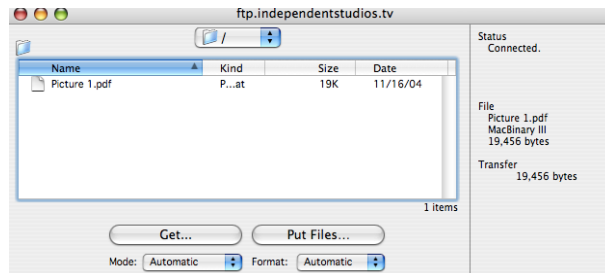 ftp.independentstudios.tv
/
Name Kind Size Date
Picture 1.pdf P...at 19K 11/16/04
1 items
Get... Put Files...
Mode: Automatic Format: Automatic
Status
Connected.
File
Picture 1.pdf
MacBinary III
19,456 bytes
Transfer
19,456 bytes